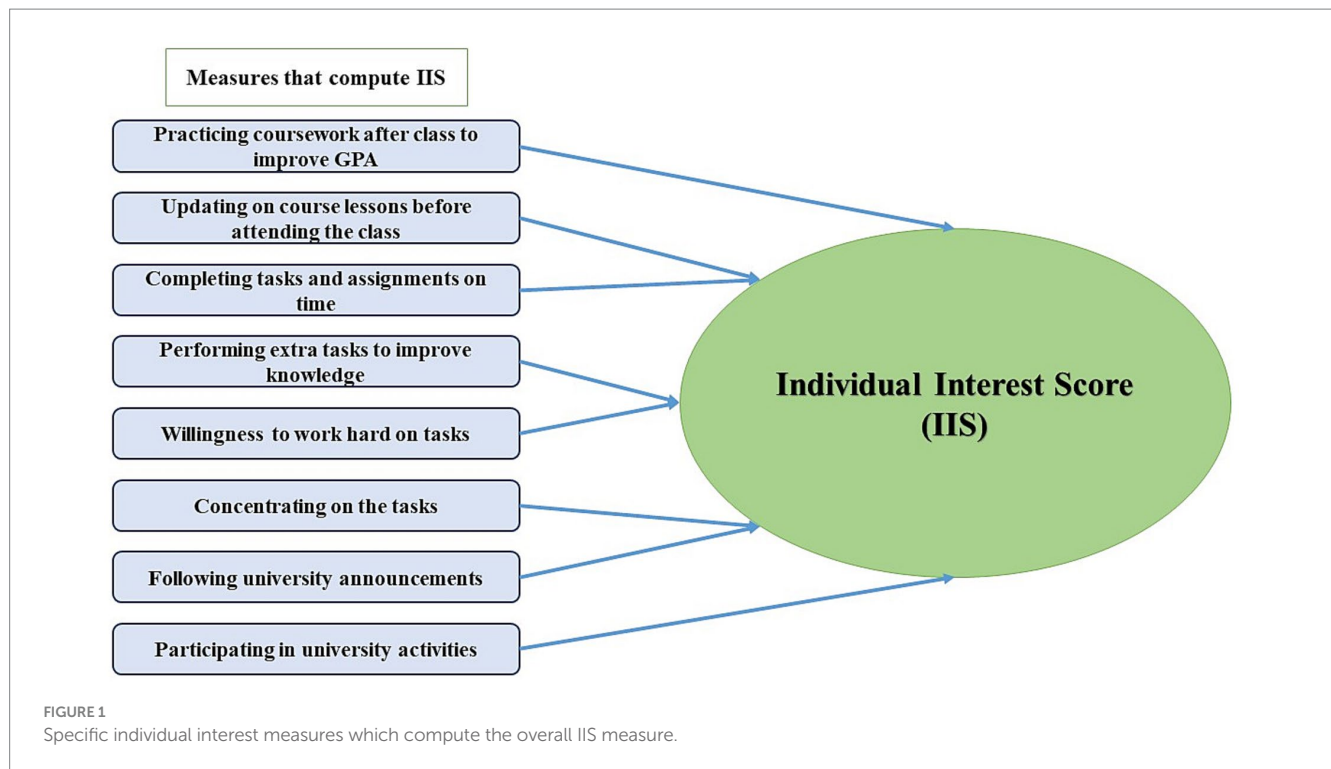 Measures that compute IIS
Practicing coursework after class to
improve GPA
Updating on course lessons before
attending the class
Completing tasks and assignments on
time
Performing extra tasks to improve
knowledge
Willingness to work hard on tasks
Concentrating on the tasks
Following university announcements
Participating in university activities
Individual Interest Score
(IIS)
FIGURE 1
Specific individual interest measures which compute the overall IIS measure.